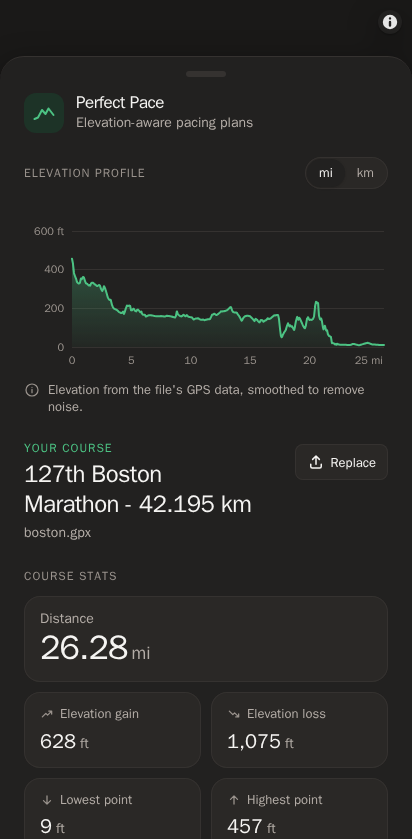 Perfect Pace
Elevation-aware pacing plans
ELEVATION PROFILE
mi km
600 ft
400
200
0
0 5 10 15 20 25 mi
Elevation from the file's GPS data, smoothed to remove
noise.
YOUR COURSE
127th Boston
Marathon - 42.195 km
Replace
boston.gpx
COURSE STATS
Distance
26.28 mi
Elevation gain
628 ft
Elevation loss
1,075 ft
Lowest point
9 ft
Highest point
457 ft